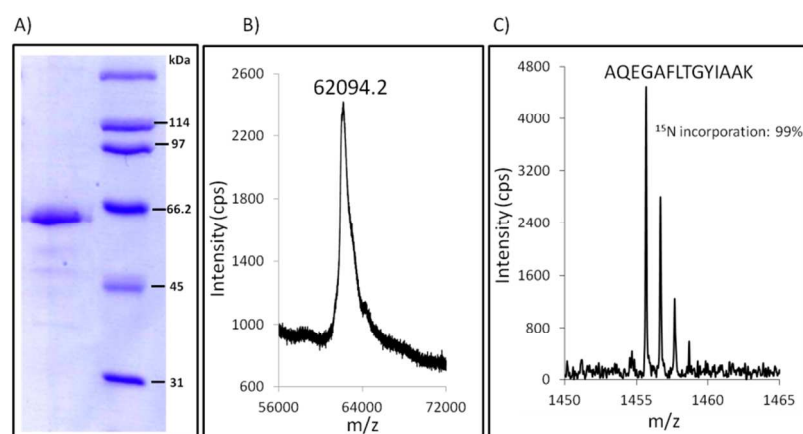 A)
kDa
114
97
66.2
45
31
B)
62094.2
Intensity (cps)
2600
2200
1800
1400
1000
600
56000 64000 72000
m/z
C)
AQEGAFLTGYIAAK
¹⁵N incorporation: 99%
Intensity (cps)
4800
4000
3200
2400
1600
800
0
1450 1455 1460 1465
m/z